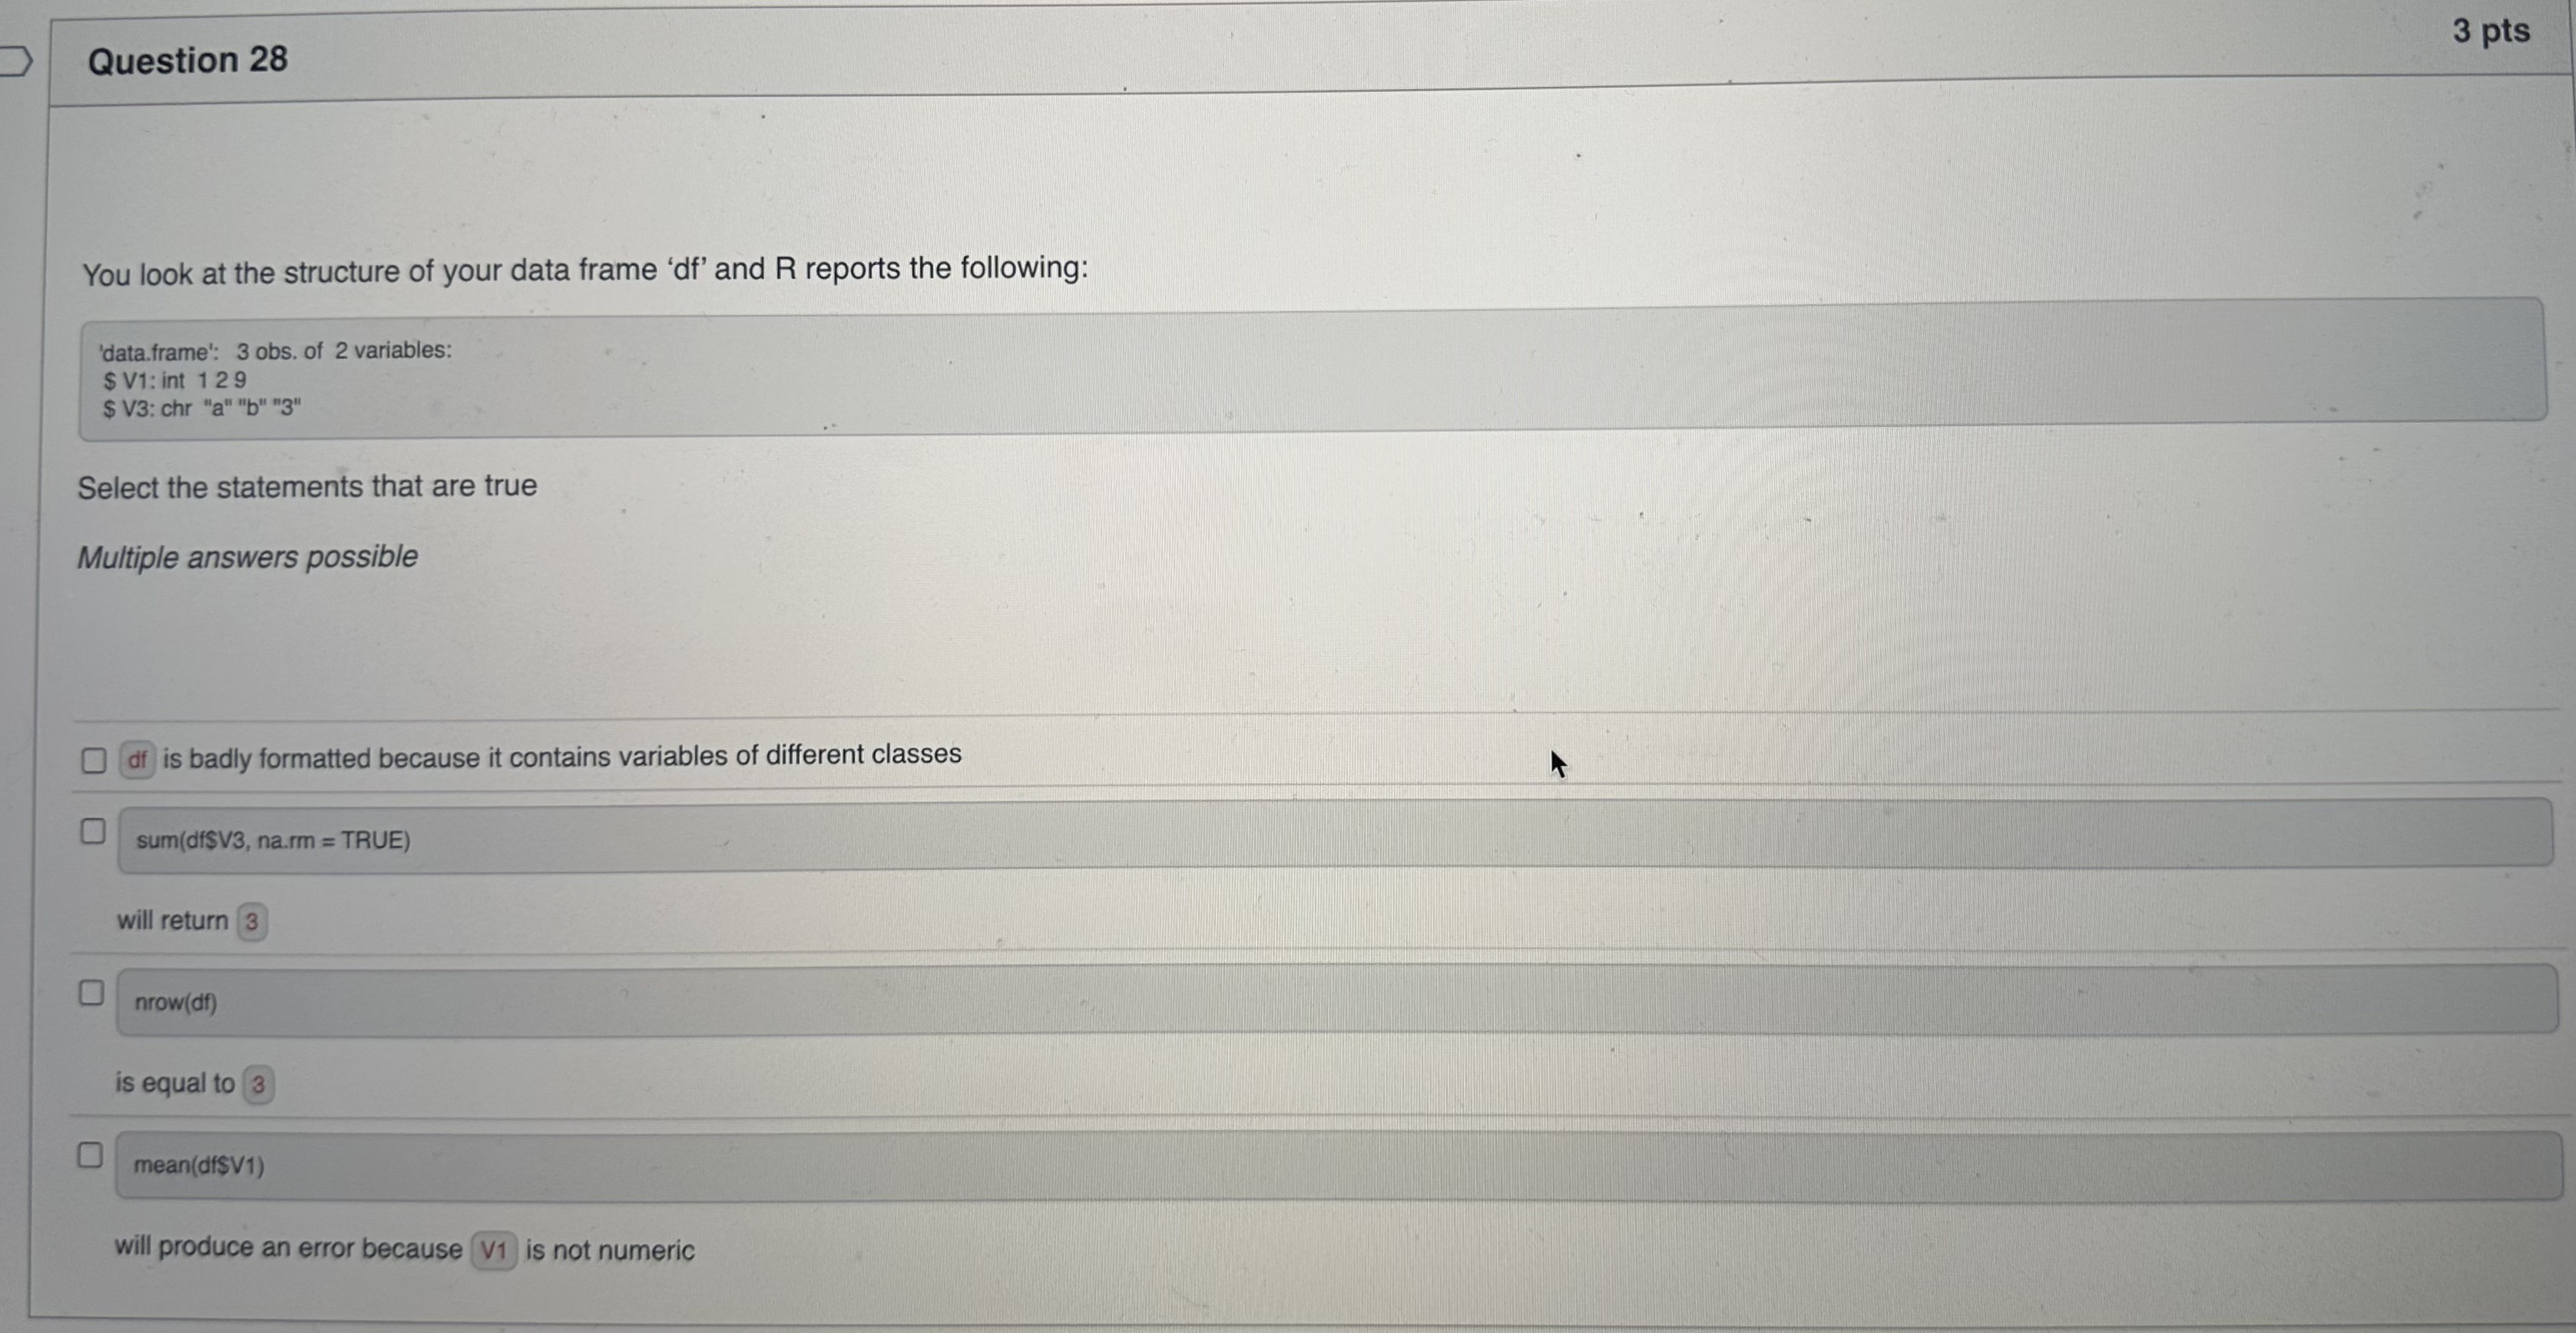 Question 28
3 pts
You look at the structure of your data frame ‘df’ and R reports the following:
'data.frame': 3 obs. of 2 variables:
$ V1: int 1 2 9
$ V3: chr "a" "b" "3"
Select the statements that are true
Multiple answers possible
df is badly formatted because it contains variables of different classes
sum(df$V3, na.rm = TRUE)
will return 3
nrow(df)
is equal to 3
mean(df$V1)
will produce an error because V1 is not numeric